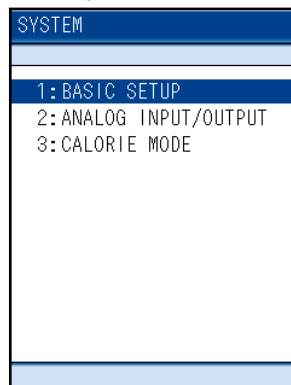 SYSTEM
1:BASIC SETUP
2:ANALOG INPUT/OUTPUT
3:CALORIE MODE